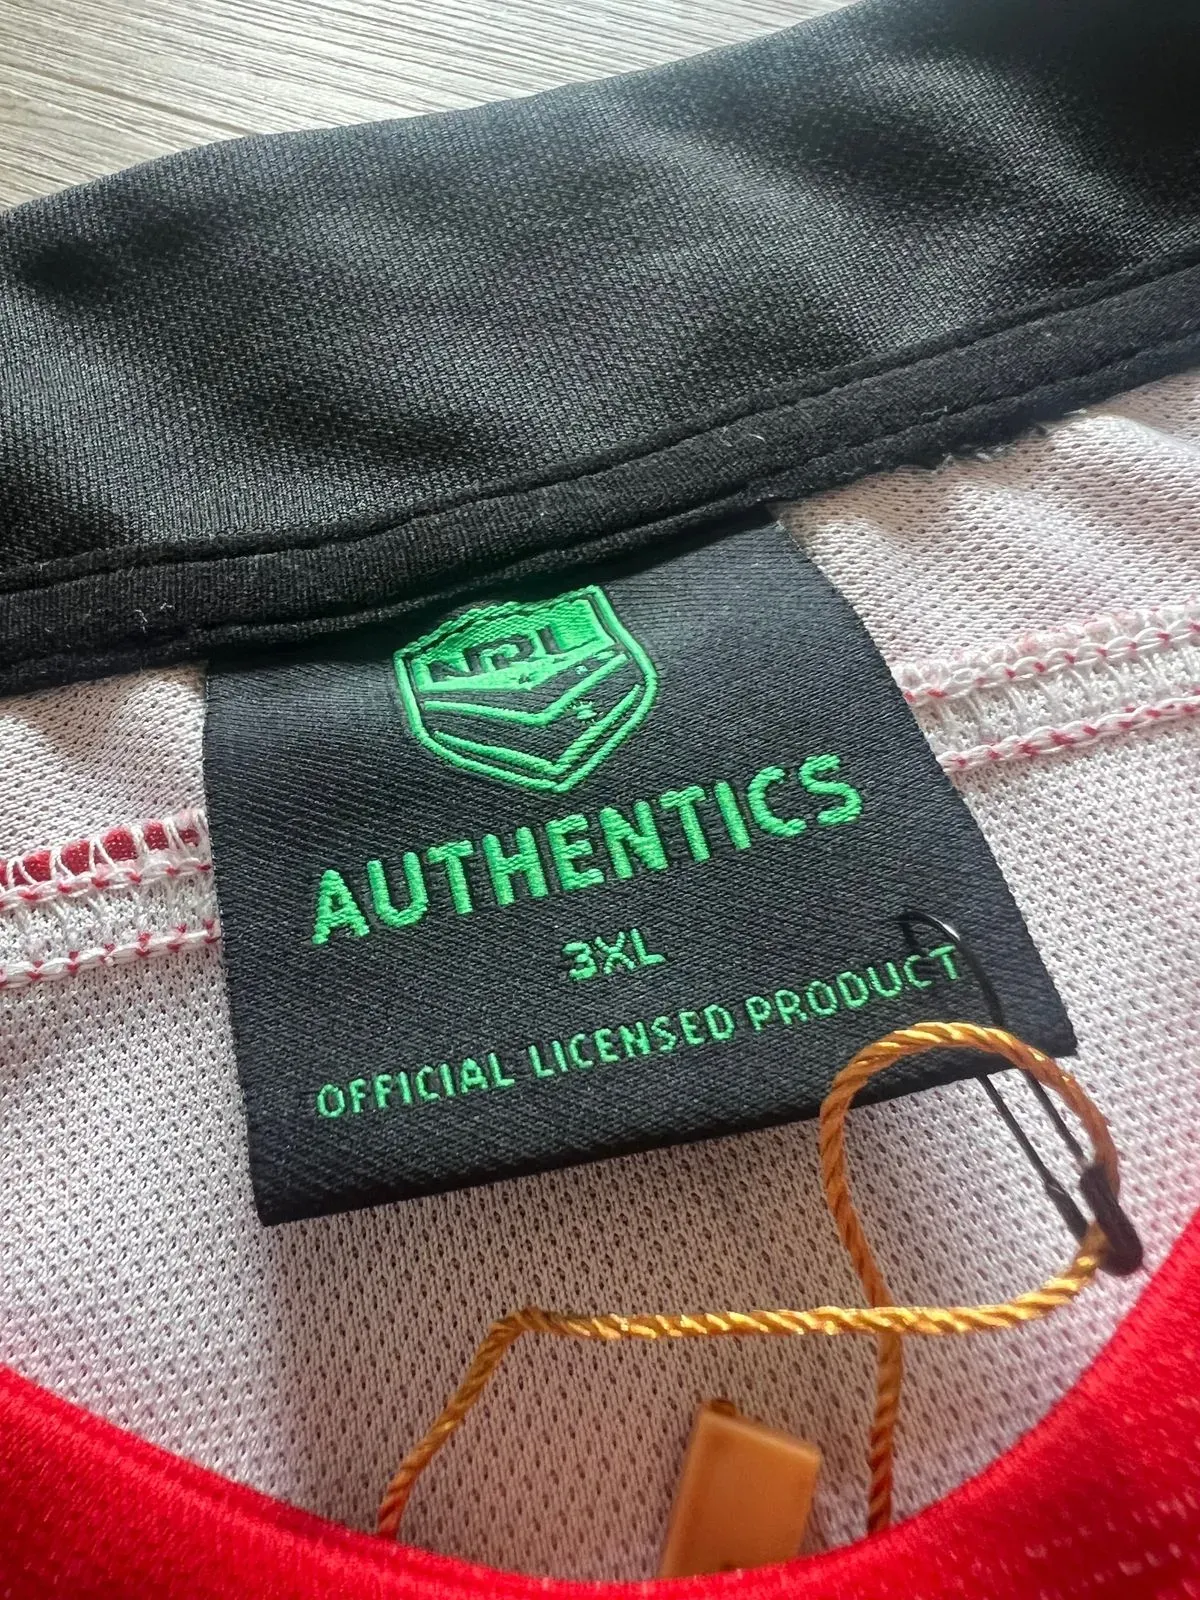 NRL
AUTHENTICS
3XL
OFFICIAL LICENSED PRODUCT